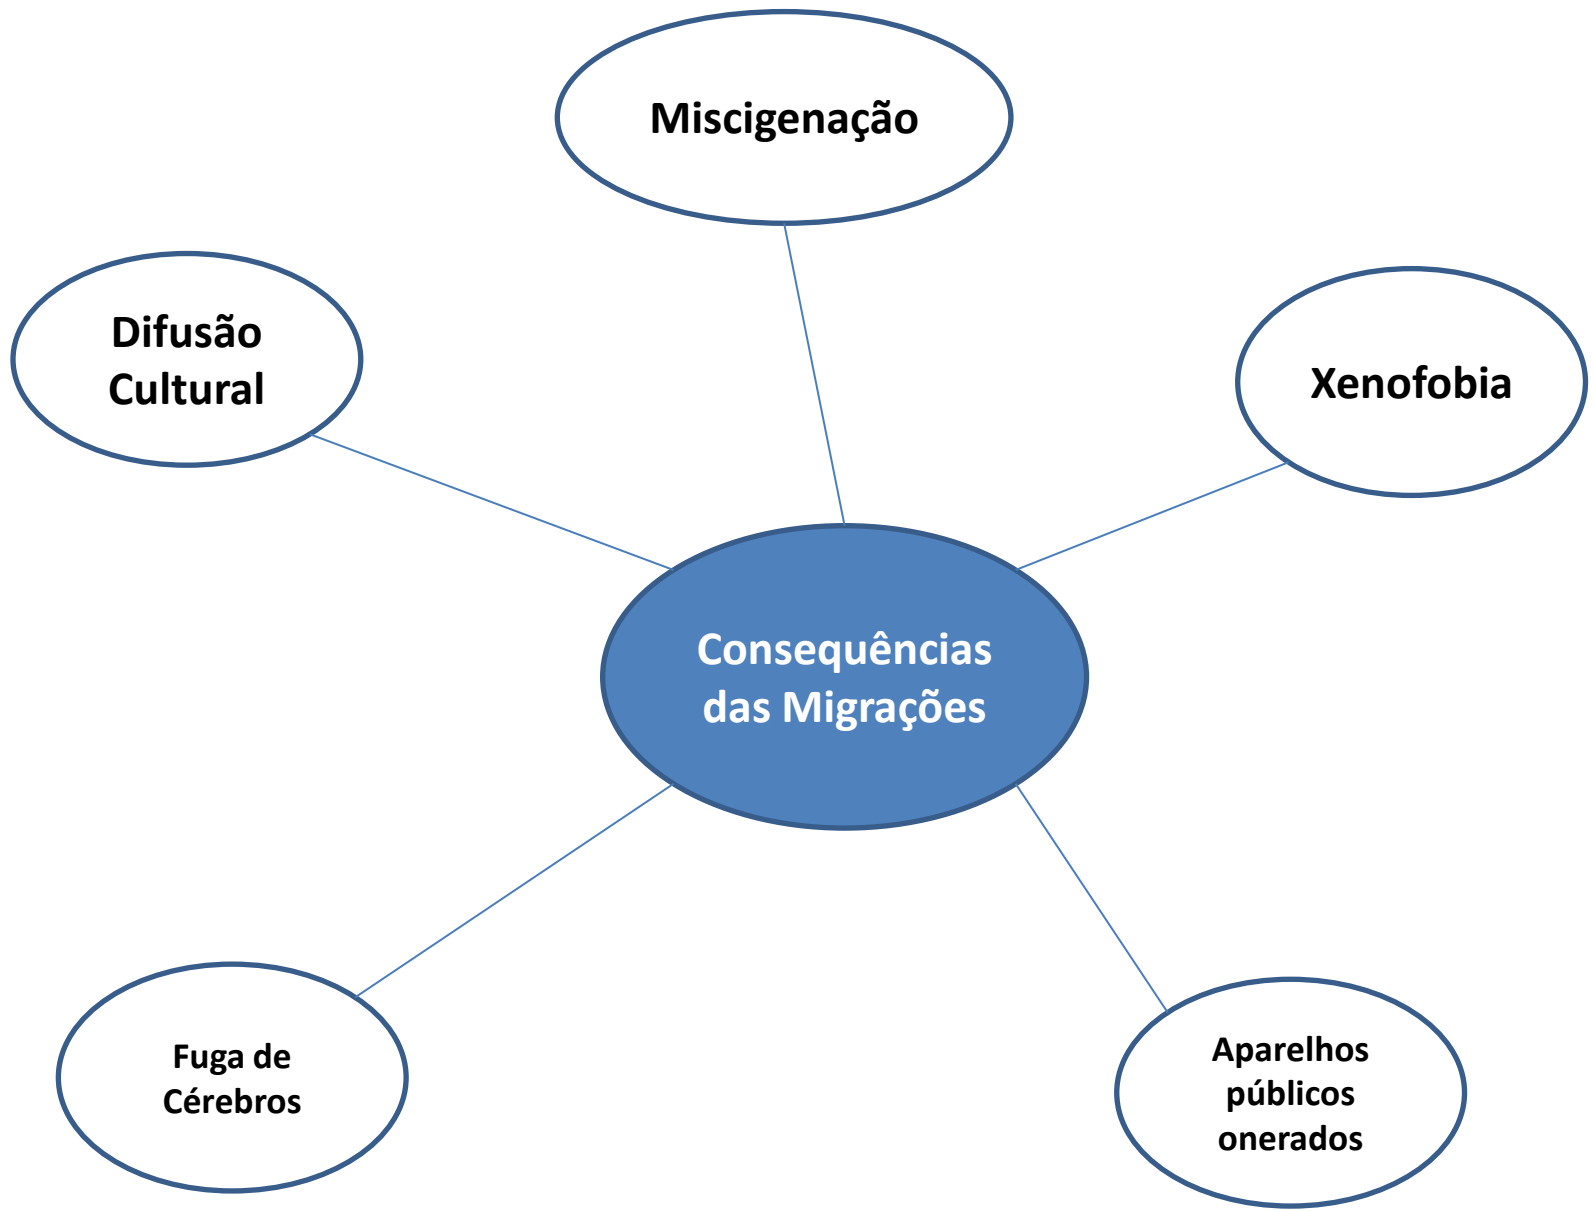 Miscigenação
Difusão
Cultural
Xenofobia
Consequências
das Migrações
Fuga de
Cérebros
Aparelhos
públicos
onerados